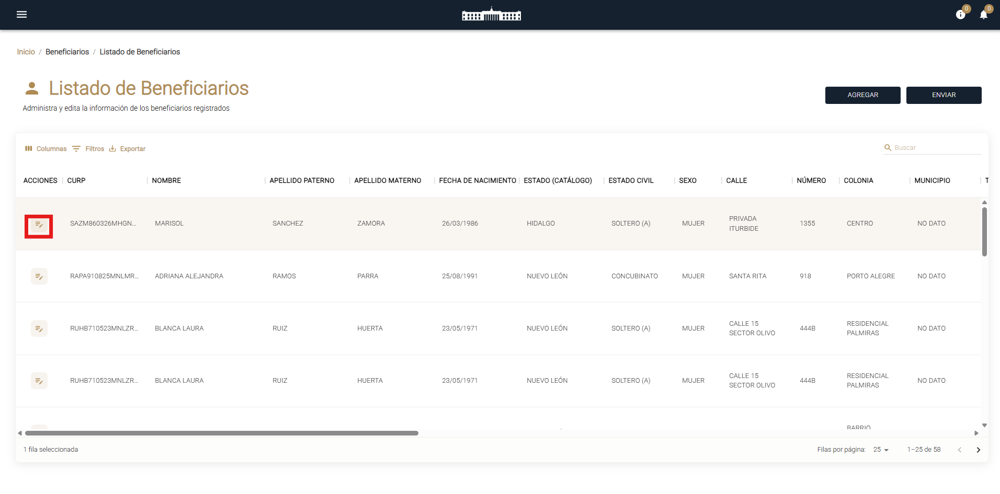 0 0
Inicio / Beneficiarios / Listado de Beneficiarios
Listado de Beneficiarios
Administra y edita la información de los beneficiarios registrados
AGREGAR ENVIAR
Columnas Filtros Exportar Buscar
ACCIONES CURP NOMBRE APELLIDO PATERNO APELLIDO MATERNO FECHA DE NACIMIENTO ESTADO (CATÁLOGO) ESTADO CIVIL SEXO CALLE NÚMERO COLONIA MUNICIPIO T
SAZM860326MHGN... MARISOL SANCHEZ ZAMORA 26/03/1986 HIDALGO SOLTERO (A) MUJER PRIVADA ITURBIDE 1355 CENTRO NO DATO
RAPA910825MNLMR... ADRIANA ALEJANDRA RAMOS PARRA 25/08/1991 NUEVO LEÓN CONCUBINATO MUJER SANTA RITA 918 PORTO ALEGRE NO DATO
RUHB710523MNLZR... BLANCA LAURA RUIZ HUERTA 23/05/1971 NUEVO LEÓN SOLTERO (A) MUJER CALLE 15 SECTOR OLIVO 444B RESIDENCIAL PALMIRAS NO DATO
RUHB710523MNLZR... BLANCA LAURA RUIZ HUERTA 23/05/1971 NUEVO LEÓN SOLTERO (A) MUJER CALLE 15 SECTOR OLIVO 444B RESIDENCIAL PALMIRAS NO DATO
BARRIO
1 fila seleccionada Filas por página: 25 1–25 de 58